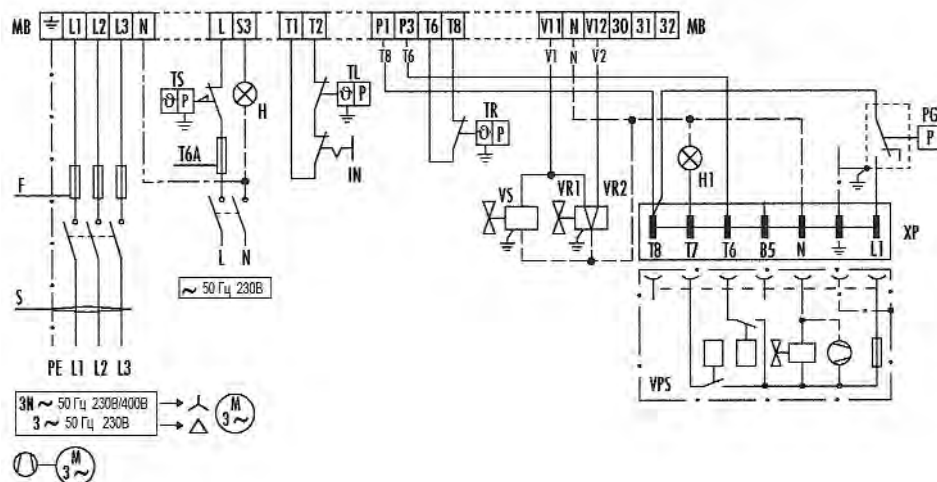 MB L1 L2 L3 N L S3 T1 T2 P1 P3 T6 T8 V11 N V12 30 31 32 MB
T8 T6 V1 N V2
TS TL PG
ϑ P H ϑ P P
TR
ϑ P
T6A IN H1
F VS VR1 VR2
T8 T7 T6 B5 N L1 XP
L N
S ~ 50 Гц 230В
PE L1 L2 L3 VPS
3N ~ 50 Гц 230В/400В
3 ~ 50 Гц 230В
M
3~
M
3~